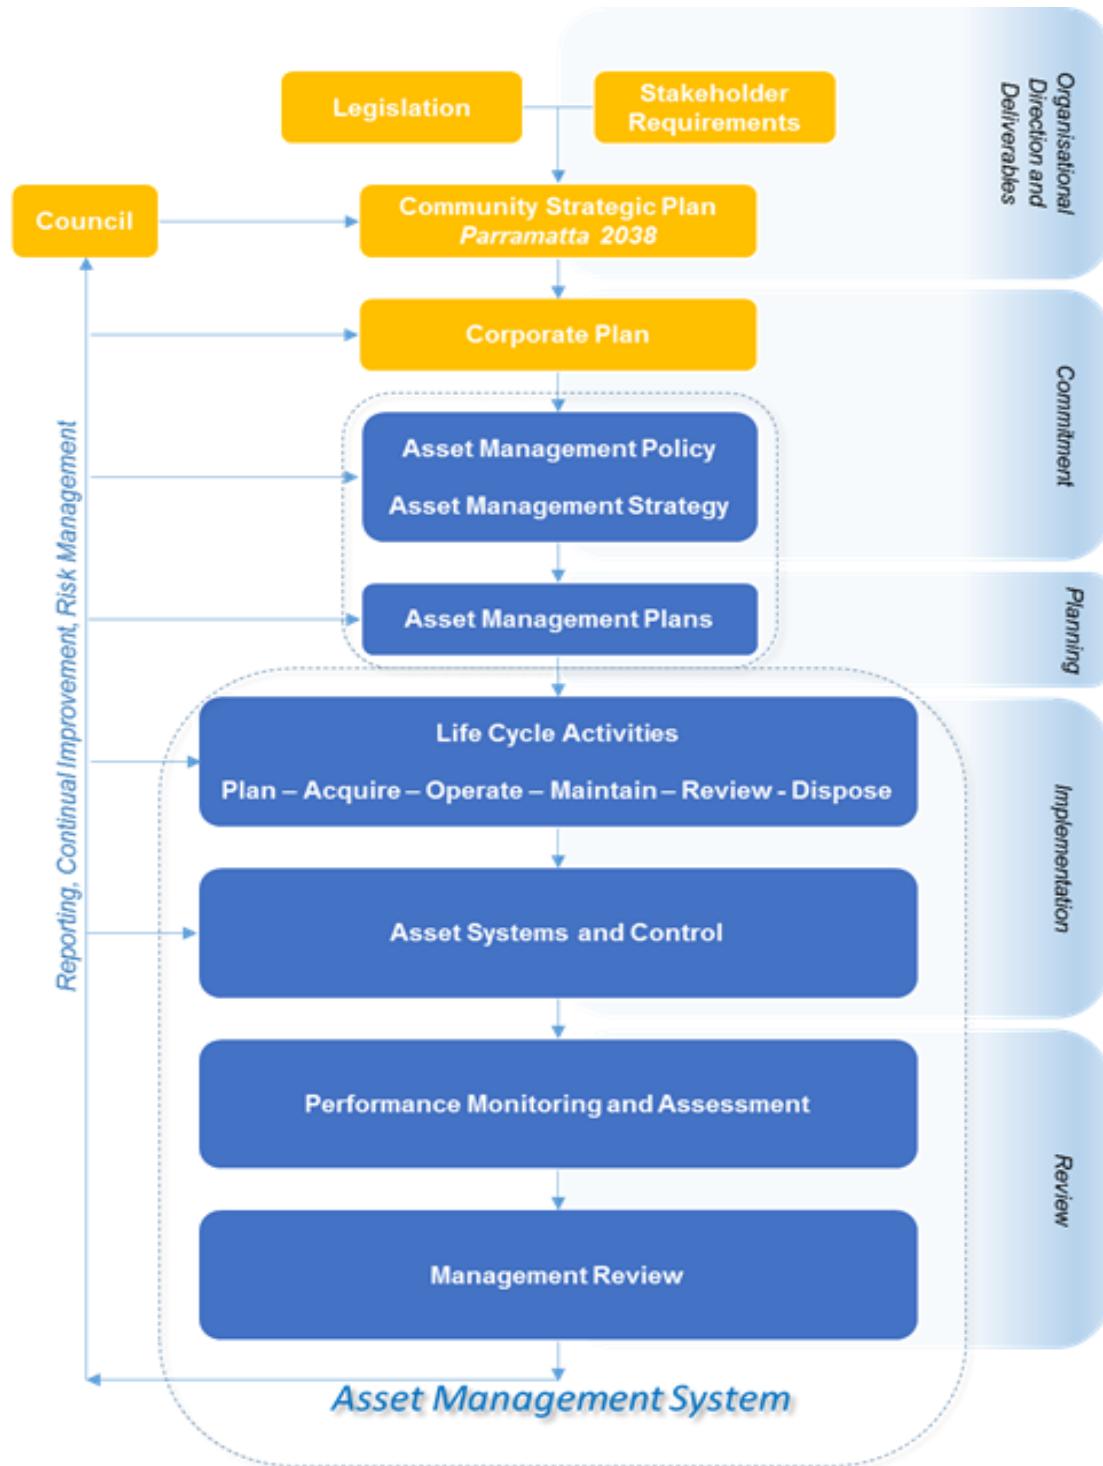 Legislation
Stakeholder
Requirements
Organisational
Direction and
Deliverables
Council
Community Strategic Plan
Parramatta 2038
Corporate Plan
Commitment
Asset Management Policy
Asset Management Strategy
Asset Management Plans
Planning
Reporting, Continual Improvement, Risk Management
Life Cycle Activities
Plan – Acquire – Operate – Maintain – Review - Dispose
Implementation
Asset Systems and Control
Performance Monitoring and Assessment
Review
Management Review
Asset Management System